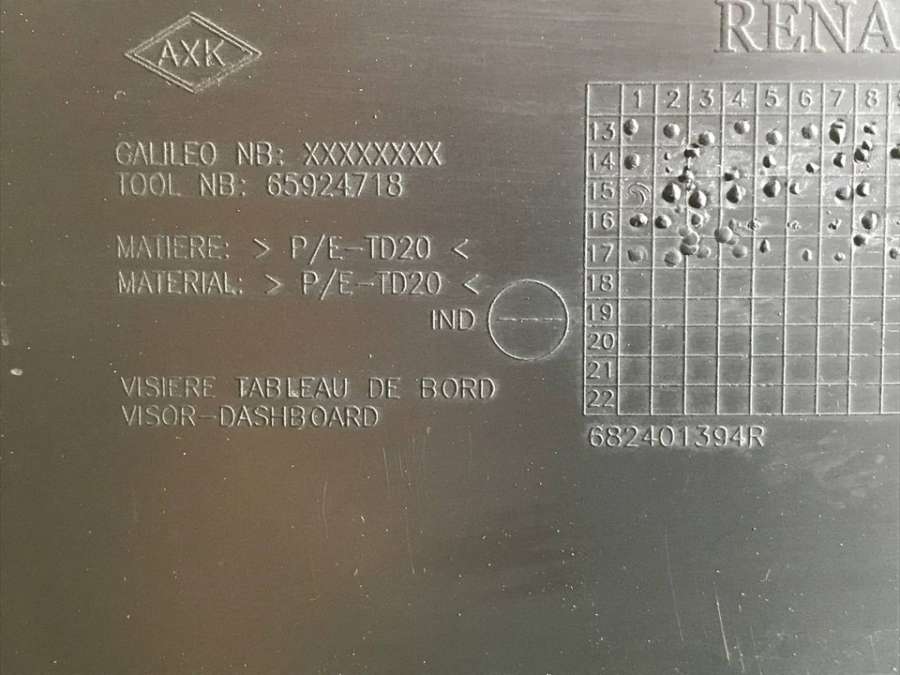 AXK
RENA
GALILEO NB: XXXXXXXX
TOOL NB: 65924718
MATIERE: > P/E-TD20 <
MATERIAL: > P/E-TD20 <
IND
VISIERE TABLEAU DE BORD
VISOR-DASHBOARD
1 2 3 4 5 6 7 8 9
13
14
15
16
17
18
19
20
21
22
682401394R